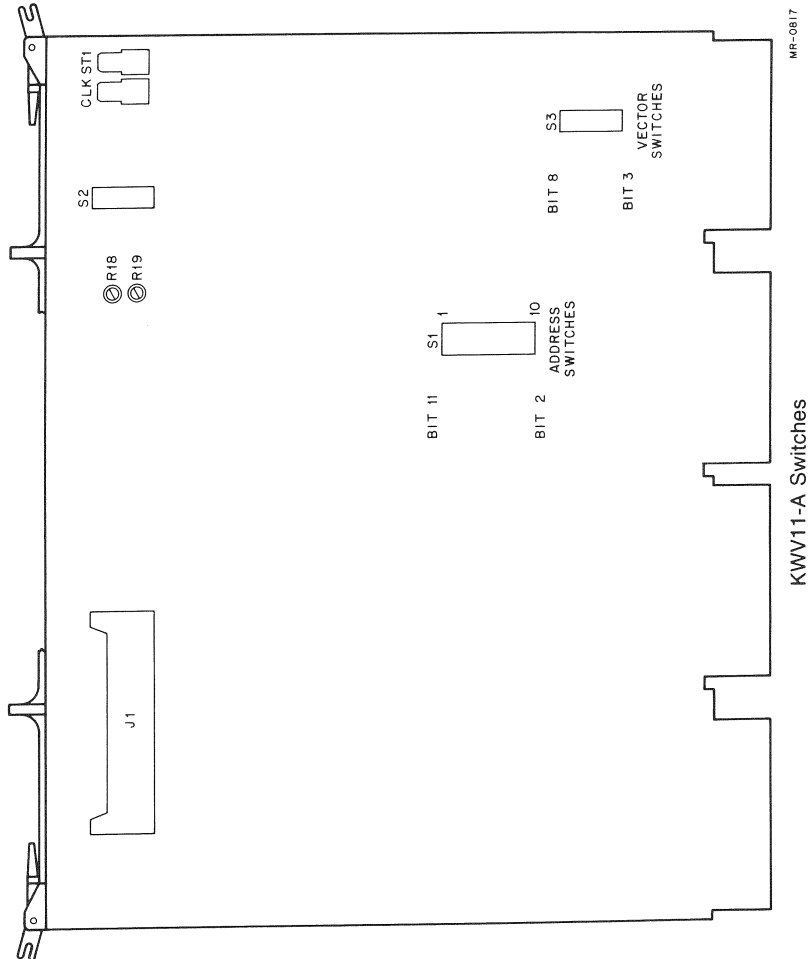 MR-0817
CLK ST1
S2
R18
R19
S3
BIT 8
BIT 3
VECTOR
SWITCHES
S1
1
10
ADDRESS
SWITCHES
BIT 11
BIT 2
J1
KWV11-A Switches